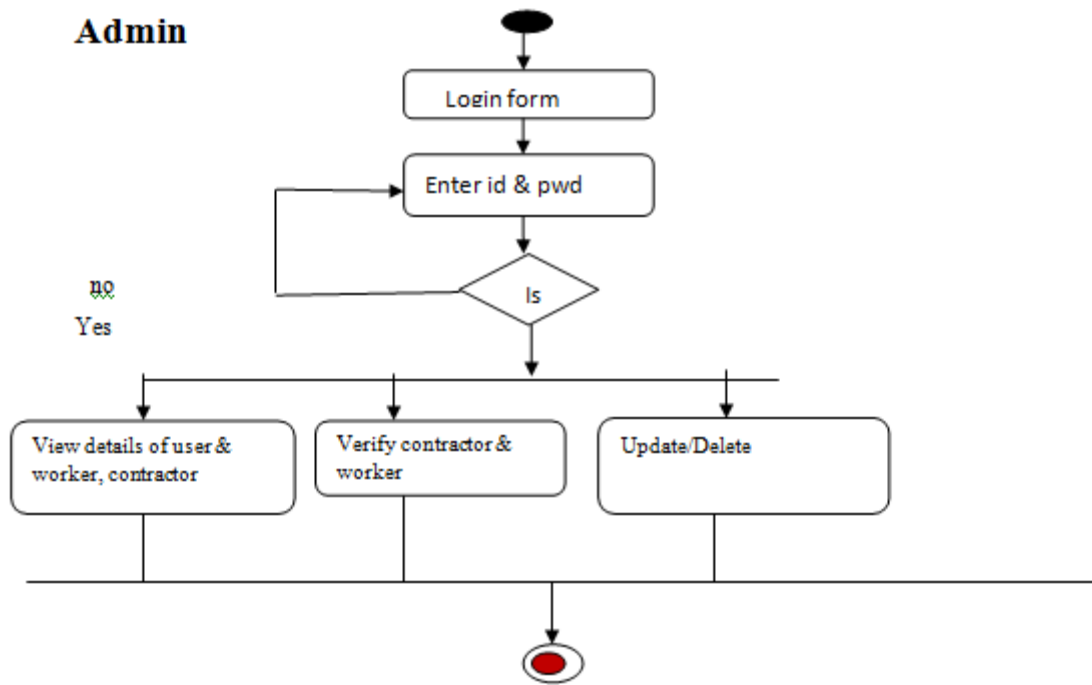 Admin
Login form
Enter id & pwd
Is
no
Yes
View details of user &
worker, contractor
Verify contractor &
worker
Update/Delete